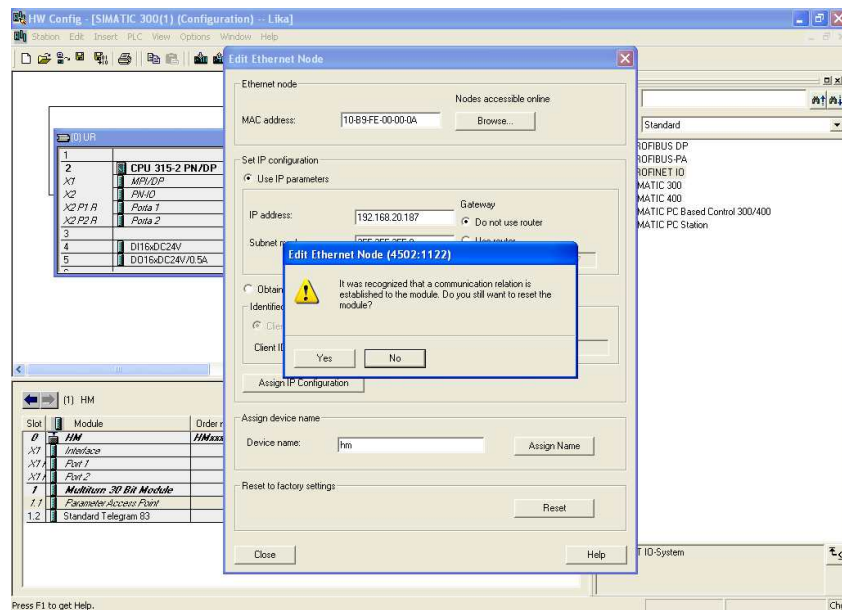 HW Config - [SIMATIC 300(1) (Configuration) -- Lika]
Station Edit Insert PLC View Options Window Help
Edit Ethernet Node
Ethernet node
Nodes accessible online
MAC address: 10-B9-FE-00-00-0A Browse...
Set IP configuration
Use IP parameters
Gateway
IP address: 192.168.20.187 Do not use router
Subnet
Edit Ethernet Node (4502:1122)
It was recognized that a communication relation is
established to the module. Do you still want to reset the
module?
Yes No
Obtain
Identified
Client ID
Assign IP Configuration
Assign device name
Device name: hm Assign Name
Reset to factory settings
Reset
Close Help
(0) UR
1
2 CPU 315-2 PN/DP
X1 MPI/DP
X2 PN-IO
X2 P1 R Porta 1
X2 P2 R Porta 2
3
4 DI16xDC24V
5 DO16xDC24V/0.5A
Standard
ROFIBUS DP
ROFIBUS-PA
ROFINET IO
MATIC 300
MATIC 400
MATIC PC Based Control 300/400
MATIC PC Station
(1) HM
Slot Module Order
0 HM
X1 Interface
Port 1
Port 2
1 Multiturn 30 Bit Module
1.1 Parameter Access Point
1.2 Standard Telegram 83
T IO-System
Press F1 to get Help.
Ch